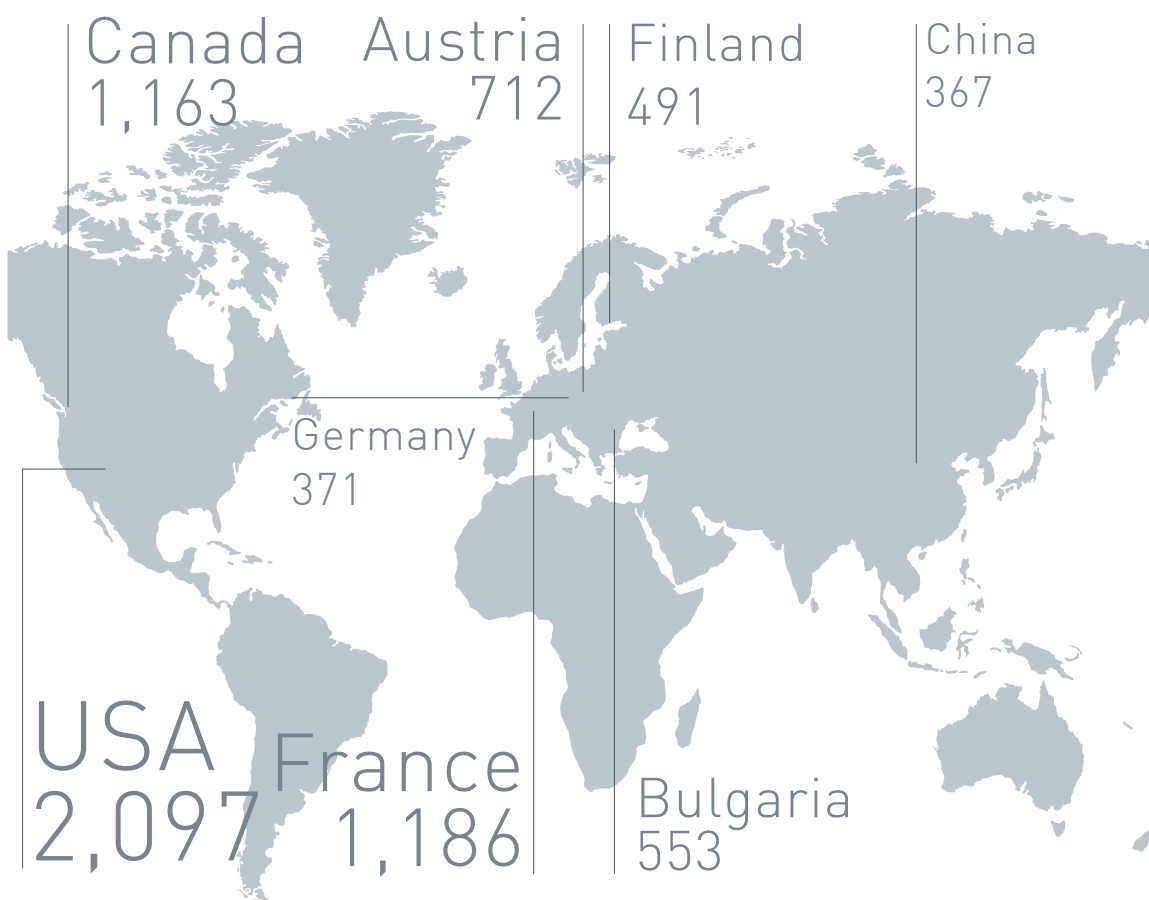 Canada
1,163
Austria
712
Finland
491
China
367
Germany
371
USA
2,097
France
1,186
Bulgaria
553